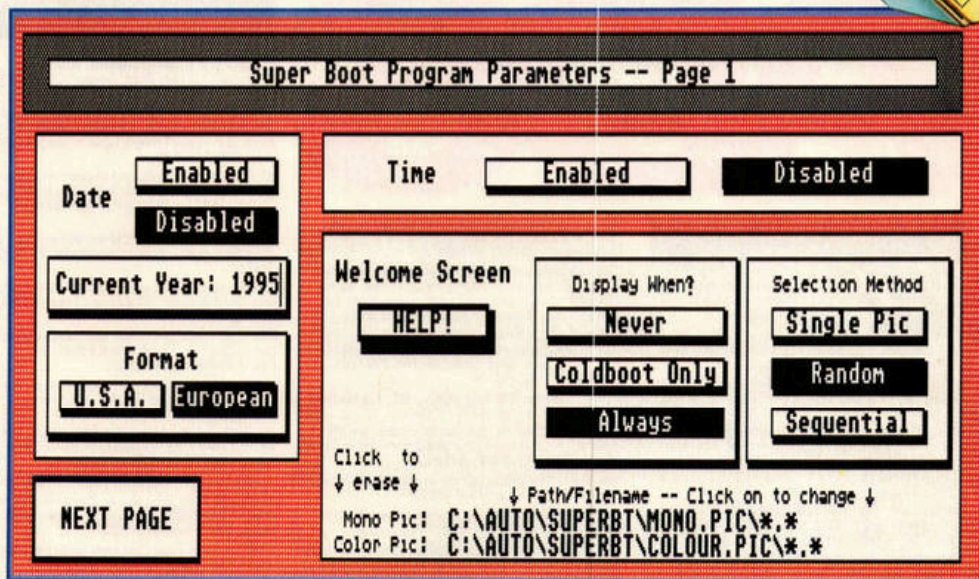 Super Boot Program Parameters -- Page 1
Date
Enabled
Disabled
Current Year: 1995
Format
U.S.A.
European
NEXT PAGE
Time
Enabled
Disabled
Welcome Screen
HELP!
Display When?
Never
Coldboot Only
Always
Selection Method
Single Pic
Random
Sequential
Click to
↓ erase ↓
↓ Path/Filename -- Click on to change ↓
Mono Pic: C:\AUTO\SUPERBT\MONO.PIC\*.*
Color Pic: C:\AUTO\SUPERBT\COLOUR.PIC\*.*